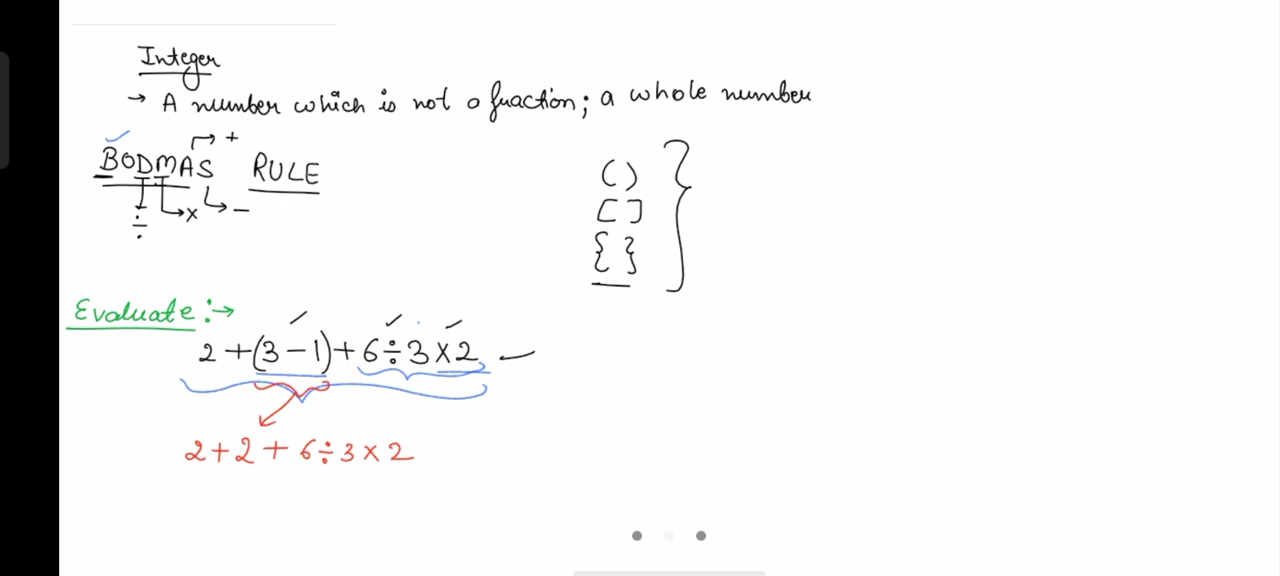 Integer
→ A number which is not a fraction; a whole number
→ +
BODMAS RULE
÷ →x → −
( )
[ ]
{ } }
Evaluate :→
2 + (3 − 1) + 6 ÷ 3 × 2 —
2 + 2 + 6 ÷ 3 × 2